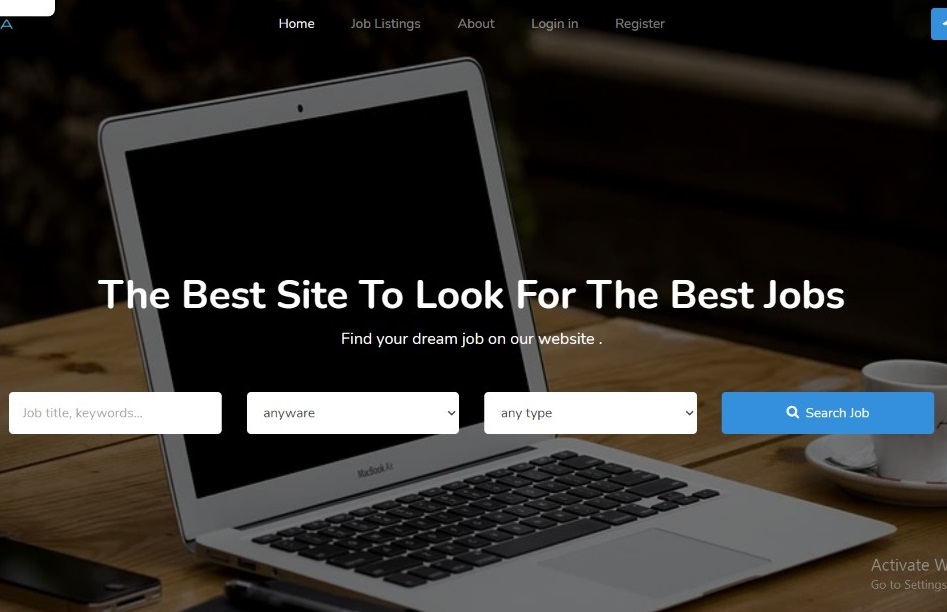 A
Home
Job Listings
About
Login in
Register
The Best Site To Look For The Best Jobs
Find your dream job on our website .
Job title, keywords...
anyware
any type
Search Job
MacBook Air
Activate W
Go to Settings